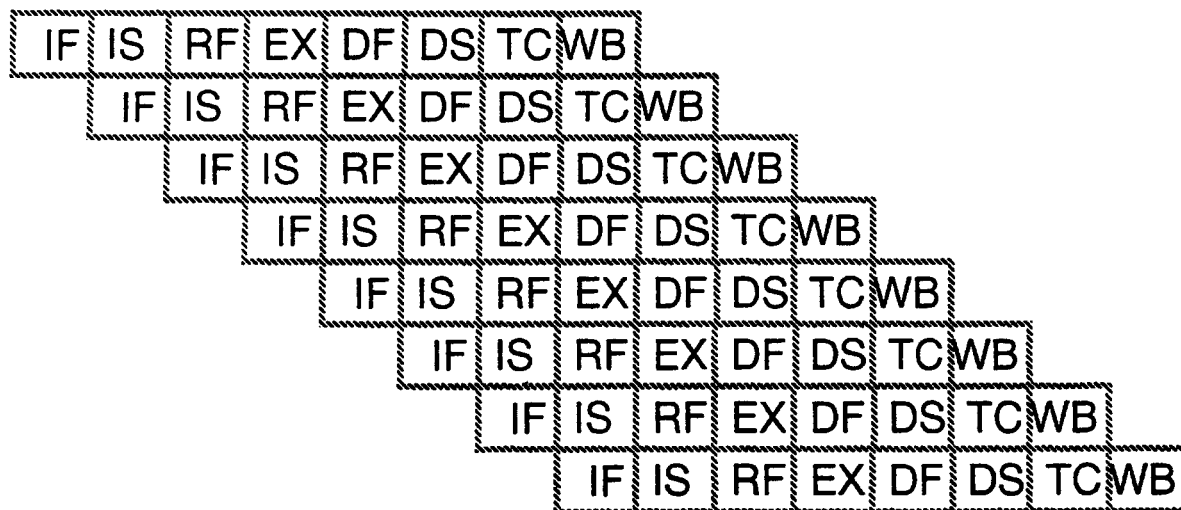 IF IS RF EX DF DS TC WB
IF IS RF EX DF DS TC WB
IF IS RF EX DF DS TC WB
IF IS RF EX DF DS TC WB
IF IS RF EX DF DS TC WB
IF IS RF EX DF DS TC WB
IF IS RF EX DF DS TC WB
IF IS RF EX DF DS TC WB